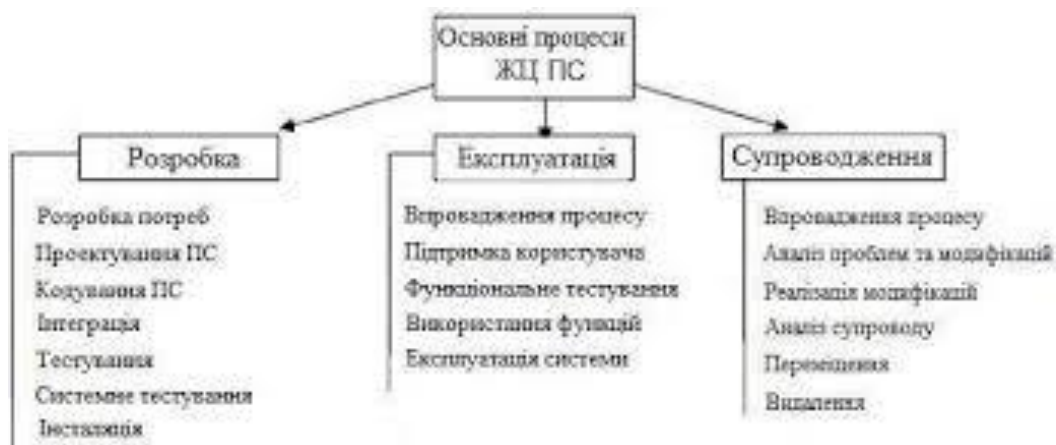 Основні процеси
ЖЦ ПС
Розробка
Експлуатація
Супроводження
Розробка потреб
Проектування ПС
Кодування ПС
Інтеграція
Тестування
Системне тестування
Інсталяція
Впровадження процесу
Підтримка користувача
Функціональне тестування
Використання функцій
Експлуатація системи
Впровадження процесу
Аналіз проблем та модифікацій
Реалізація модифікацій
Аналіз супроводу
Переміщення
Видалення